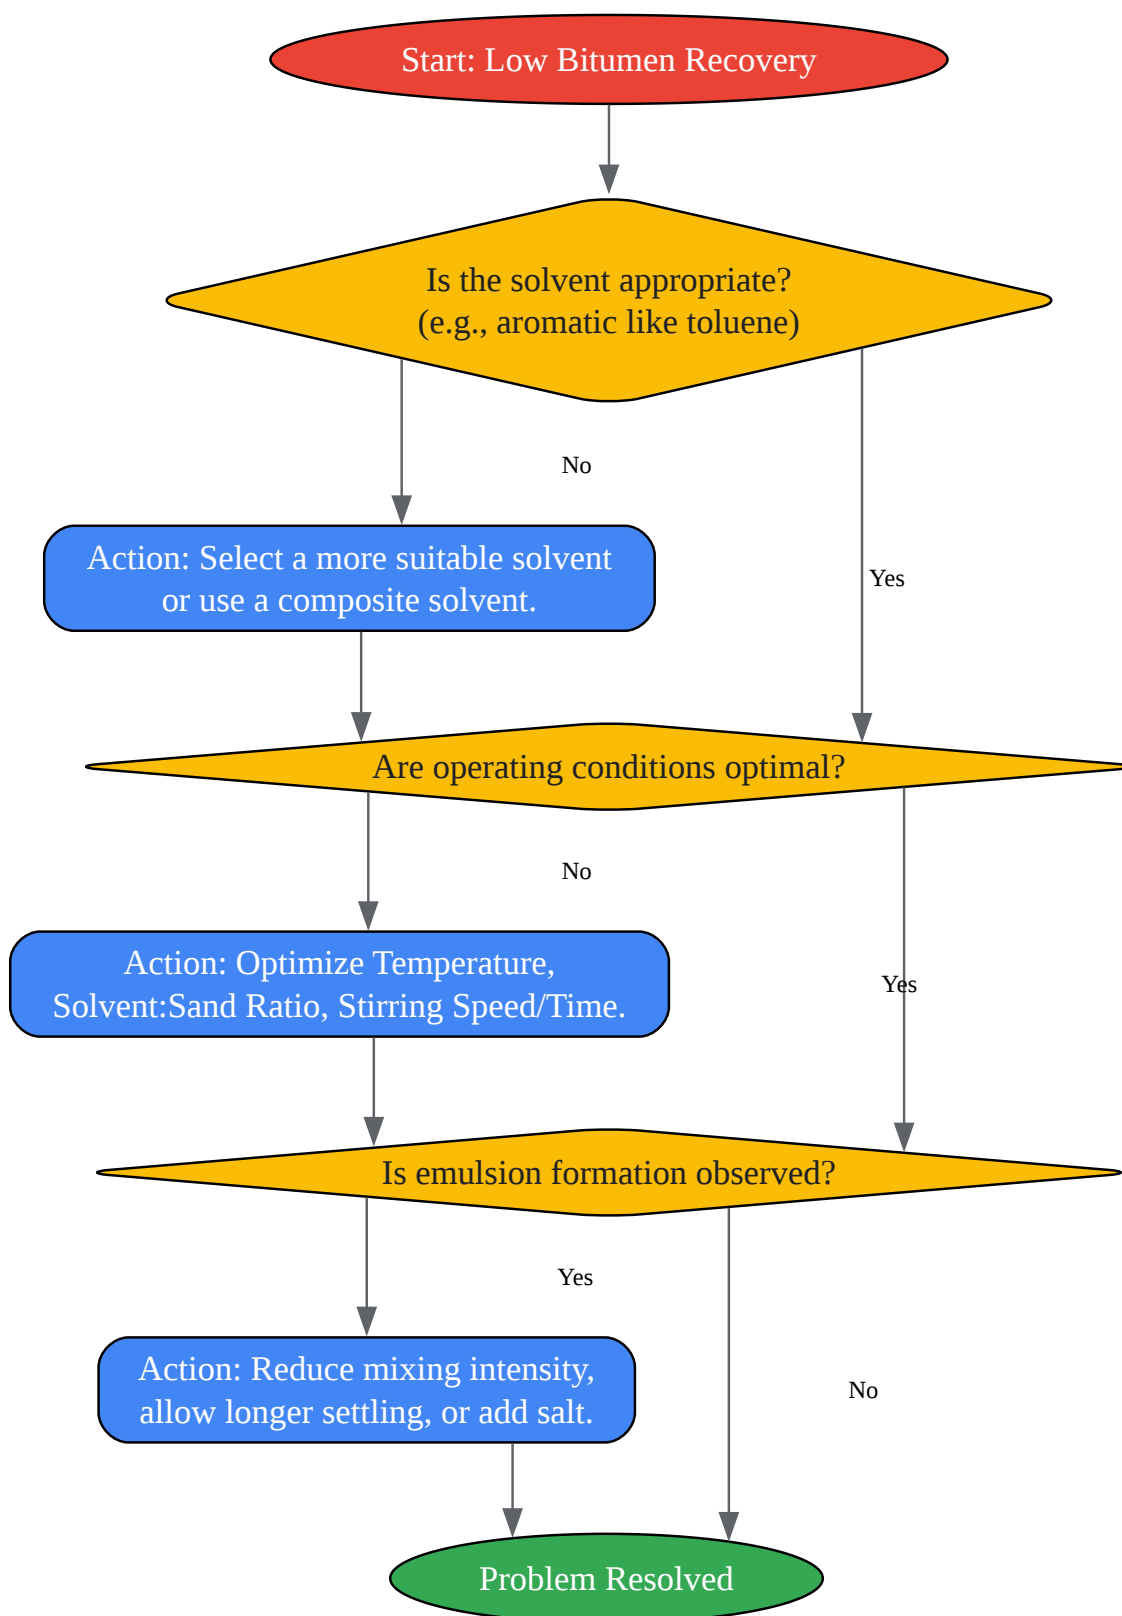 Start: Low Bitumen Recovery
Is the solvent appropriate?
(e.g., aromatic like toluene)
No
Action: Select a more suitable solvent
or use a composite solvent.
Yes
Are operating conditions optimal?
No
Action: Optimize Temperature,
Solvent:Sand Ratio, Stirring Speed/Time.
Yes
Is emulsion formation observed?
Yes
Action: Reduce mixing intensity,
allow longer settling, or add salt.
No
Problem Resolved